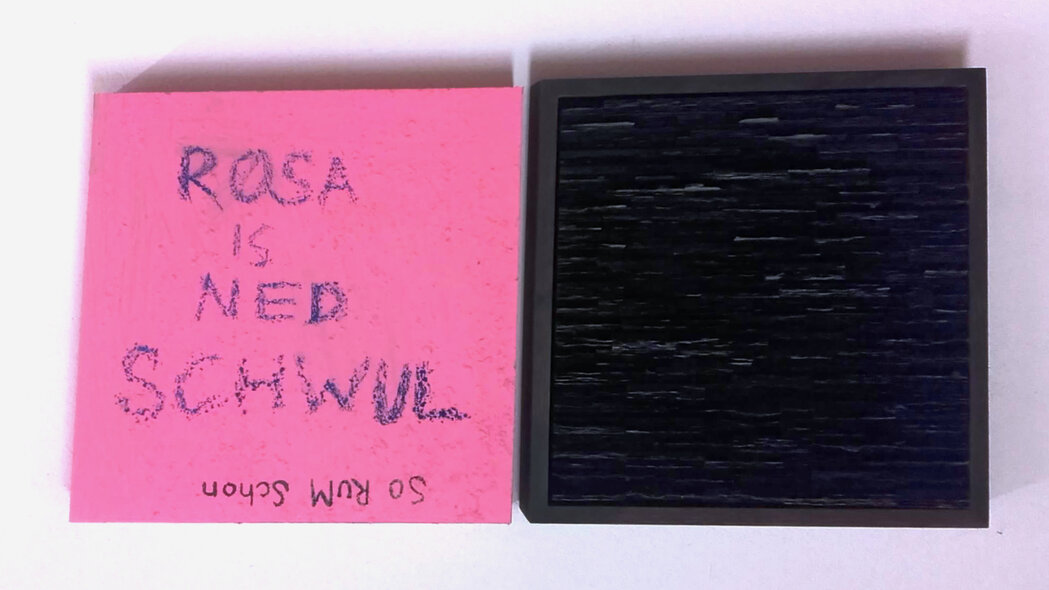 ROSA
IS
NED
SCHWUL
SO RUM Schon